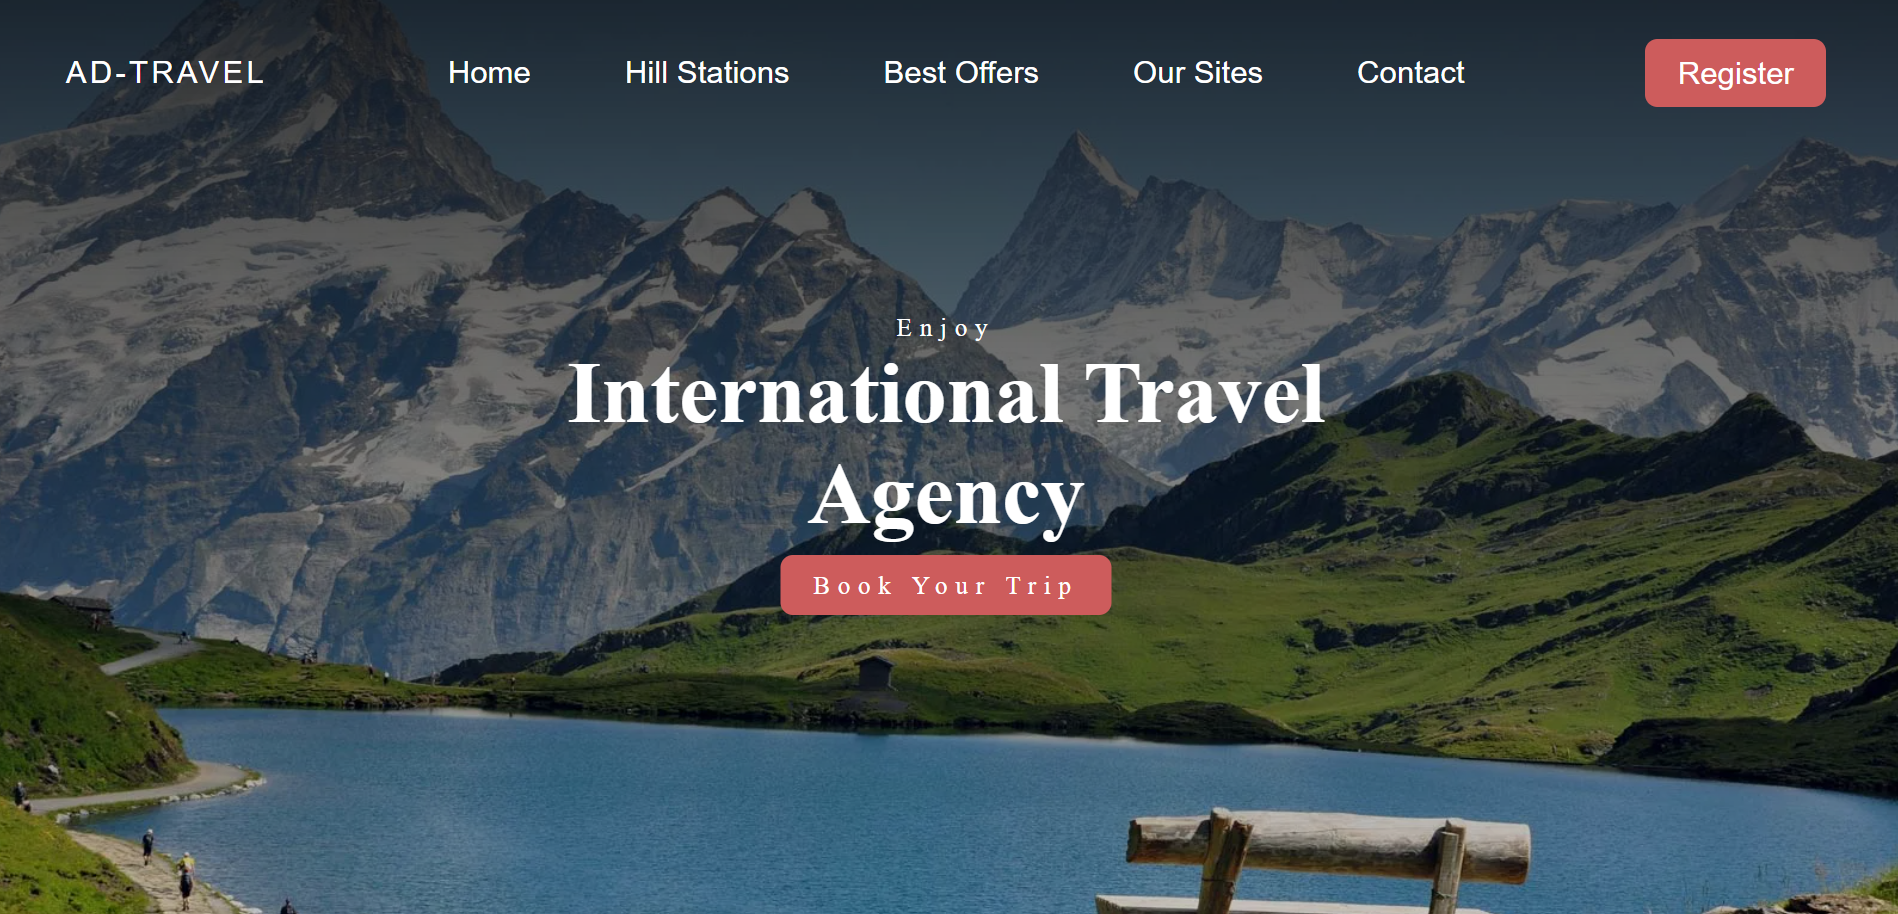 AD-TRAVEL
Home
Hill Stations
Best Offers
Our Sites
Contact
Register
Enjoy
International Travel
Agency
Book Your Trip